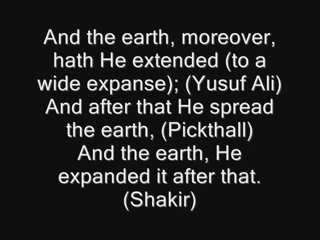 And the earth, moreover,
hath He extended (to a
wide expanse); (Yusuf Ali)
And after that He spread
the earth, (Pickthall)
And the earth, He
expanded it after that.
(Shakir)